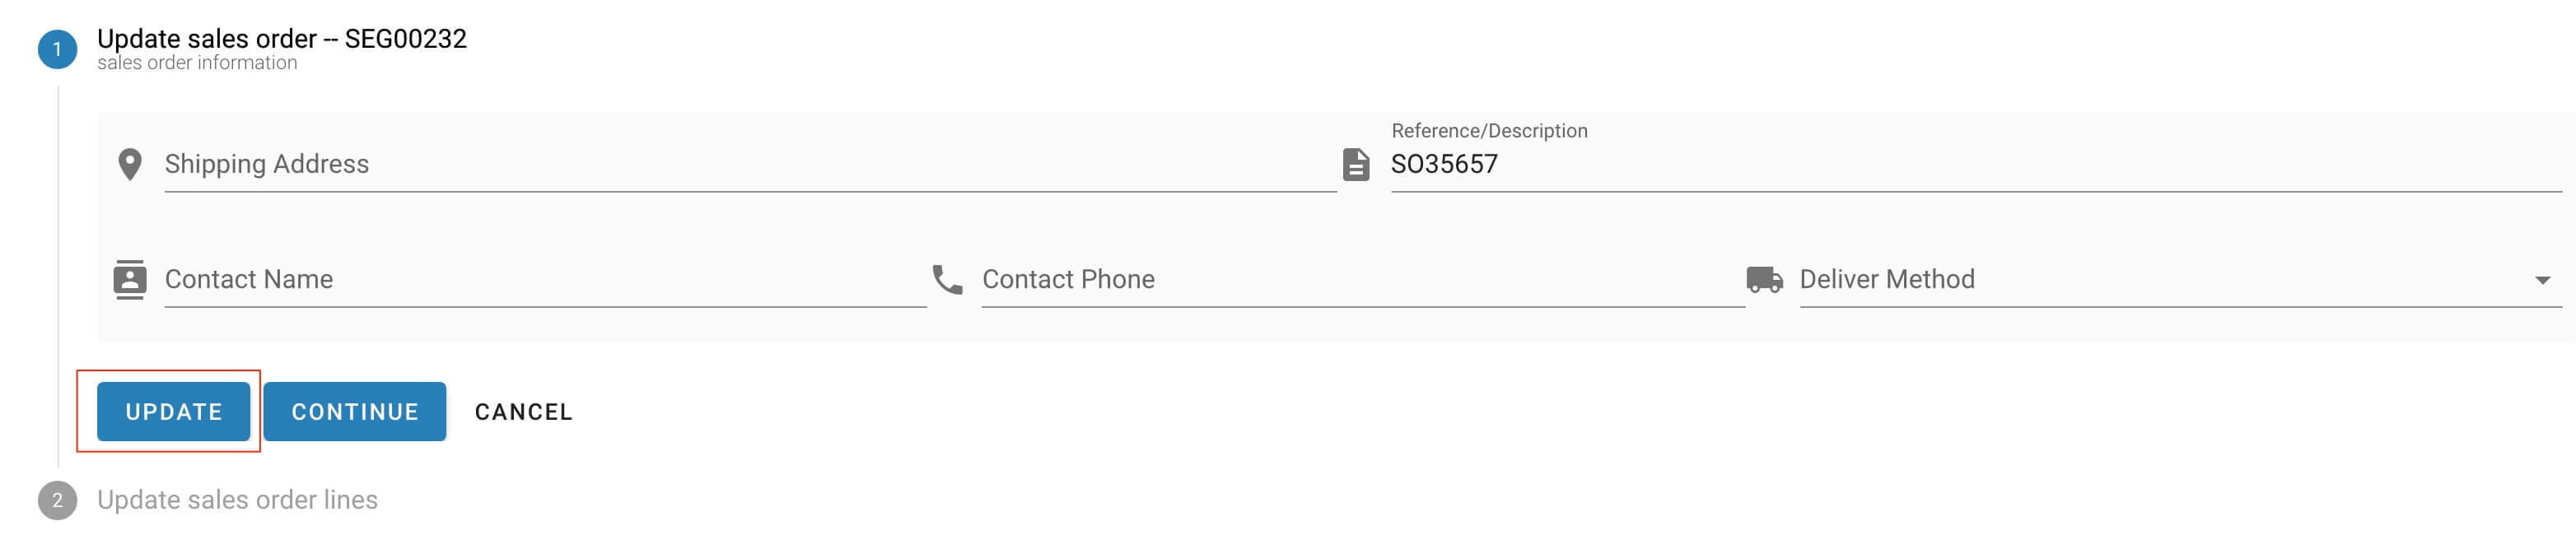 1
Update sales order -- SEG00232
sales order information
Shipping Address
Reference/Description
SO35657
Contact Name
Contact Phone
Deliver Method
UPDATE
CONTINUE
CANCEL
2
Update sales order lines